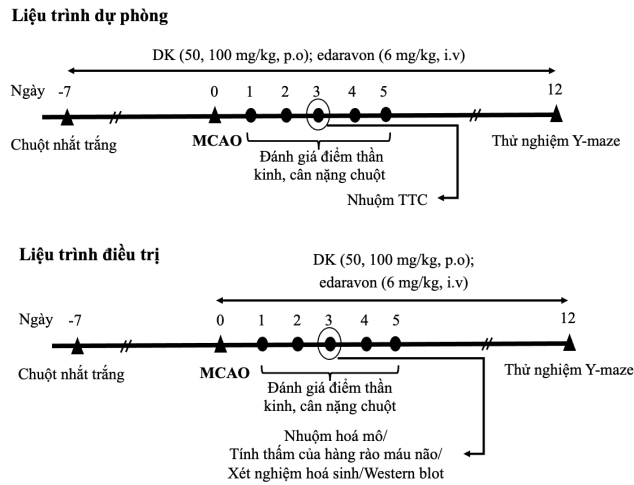 Liệu trình dự phòng
DK (50, 100 mg/kg, p.o); edaravon (6 mg/kg, i.v)
Ngày -7 0 1 2 3 4 5 12
Chuột nhắt trắng MCAO Thử nghiệm Y-maze
Đánh giá điểm thần
kinh, cân nặng chuột
Nhuộm TTC
Liệu trình điều trị
DK (50, 100 mg/kg, p.o);
edaravon (6 mg/kg, i.v)
Ngày -7 0 1 2 3 4 5 12
Chuột nhắt trắng MCAO Thử nghiệm Y-maze
Đánh giá điểm thần
kinh, cân nặng chuột
Nhuộm hoá mô/
Tính thấm của hàng rào máu não/
Xét nghiệm hoá sinh/Western blot